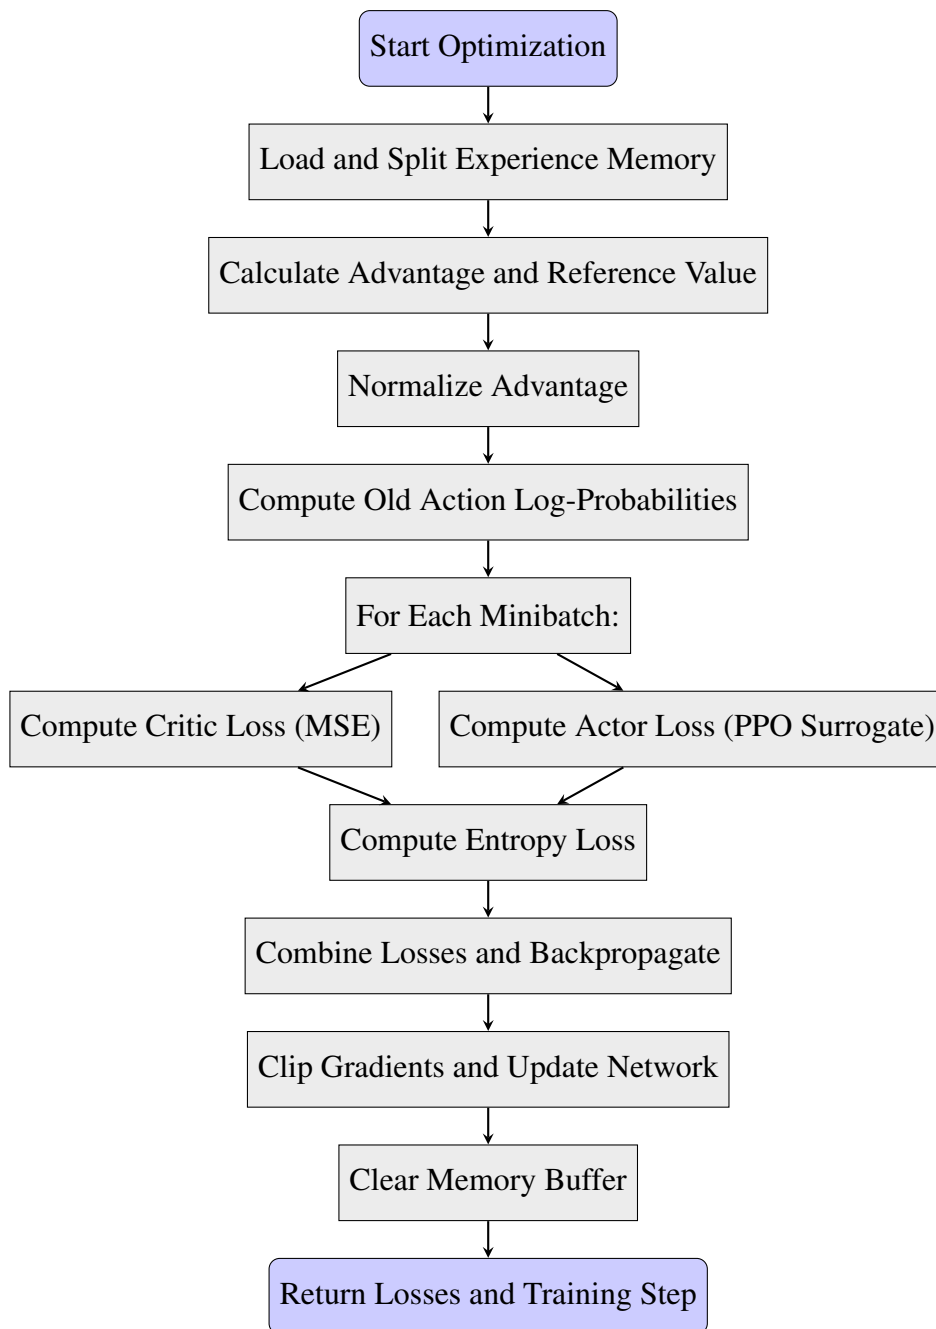 Start Optimization
Load and Split Experience Memory
Calculate Advantage and Reference Value
Normalize Advantage
Compute Old Action Log-Probabilities
For Each Minibatch:
Compute Critic Loss (MSE)
Compute Actor Loss (PPO Surrogate)
Compute Entropy Loss
Combine Losses and Backpropagate
Clip Gradients and Update Network
Clear Memory Buffer
Return Losses and Training Step